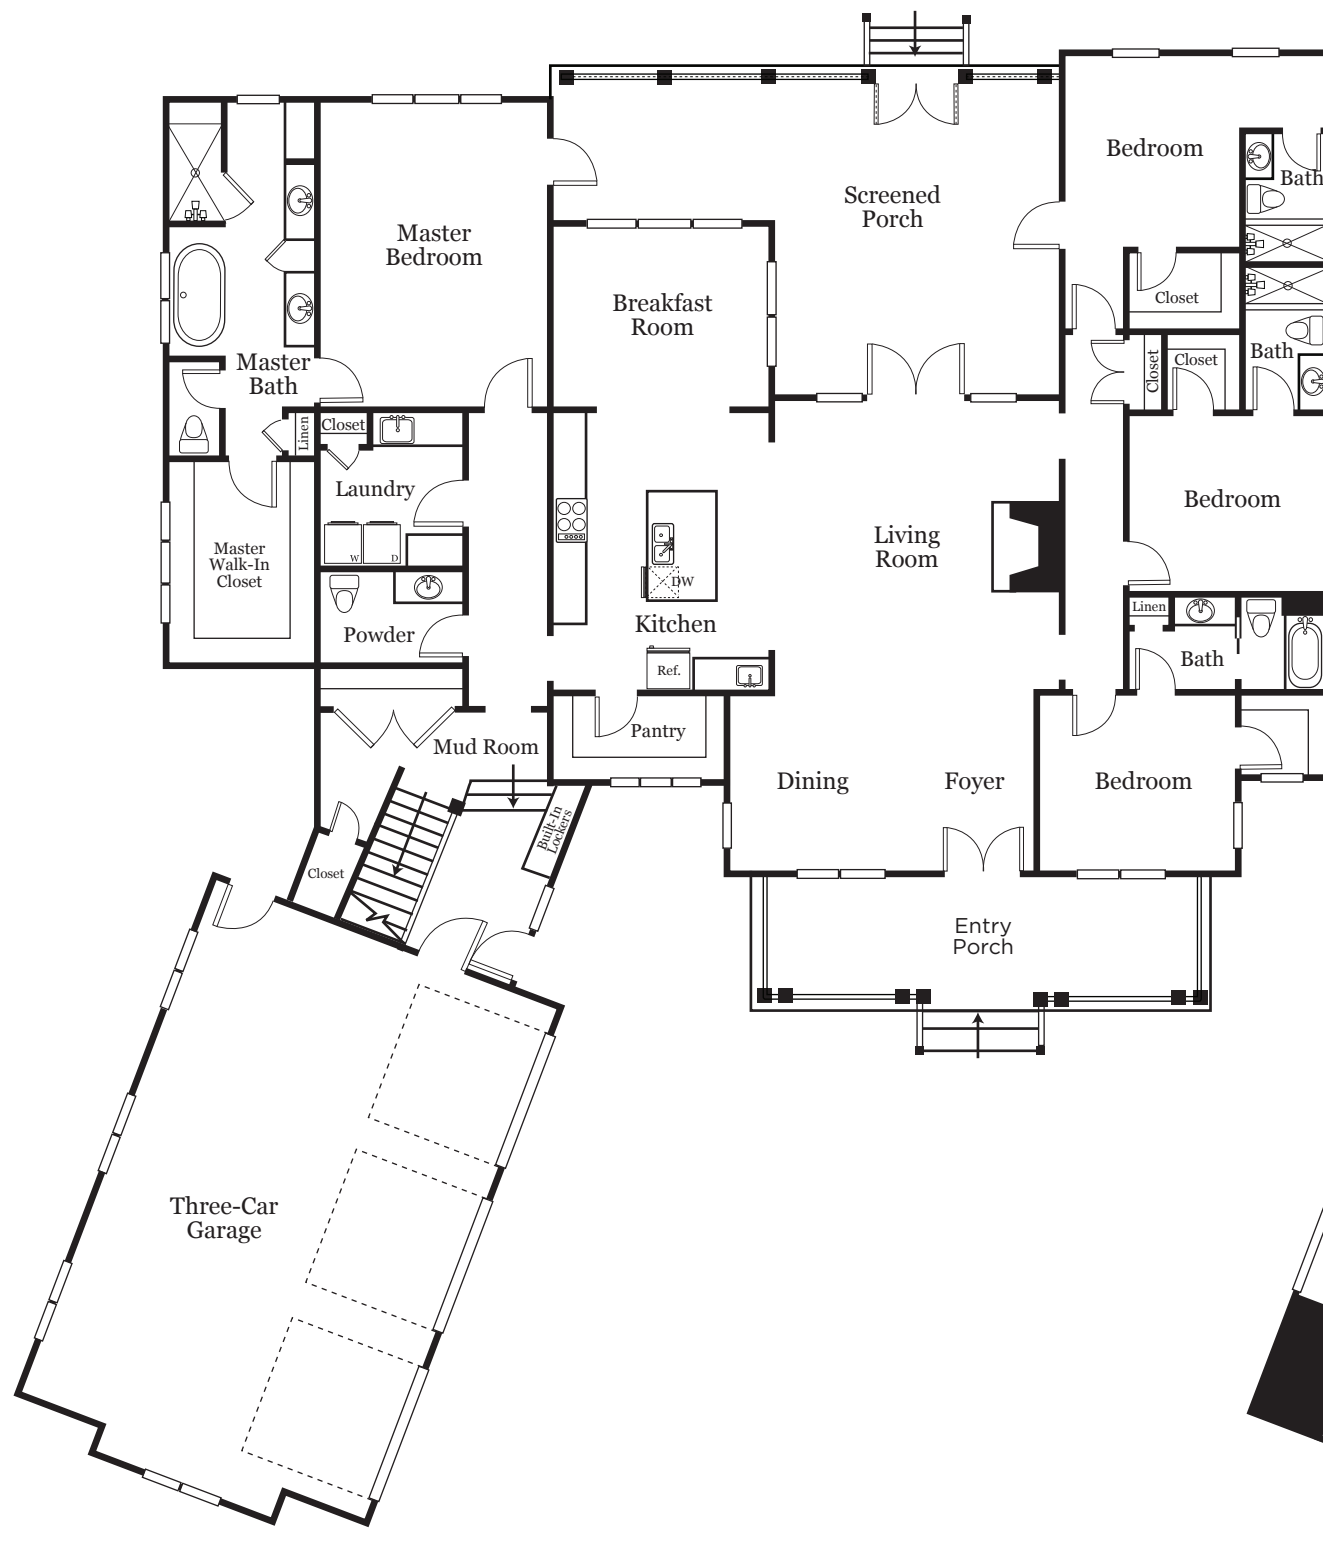 Bedroom
Bath
Screened
Porch
Master
Bedroom
Breakfast
Room
Closet
Master
Bath
Closet
Closet
Bath
Linen
Closet
Laundry
W
D
Bedroom
Living
Room
Master
Walk-In
Closet
DW
Kitchen
Powder
Linen
Bath
Ref.
Pantry
Mud Room
Dining
Foyer
Bedroom
Built-In
Lockers
Closet
Entry
Porch
Three-Car
Garage